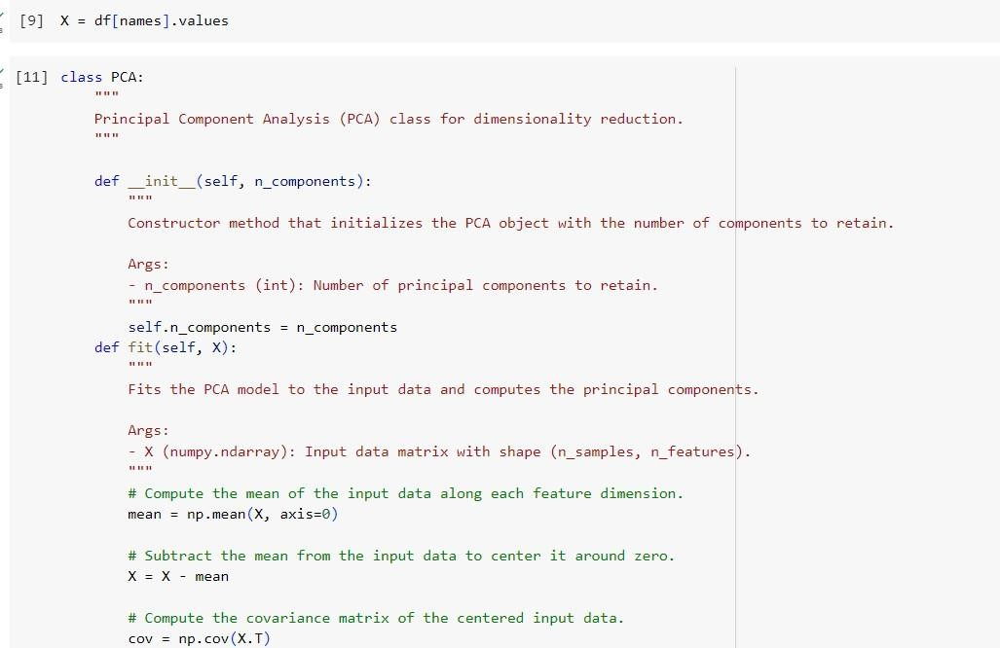 [9] X = df[names].values
[11] class PCA:
"""
Principal Component Analysis (PCA) class for dimensionality reduction.
"""
def __init__(self, n_components):
"""
Constructor method that initializes the PCA object with the number of components to retain.
Args:
- n_components (int): Number of principal components to retain.
"""
self.n_components = n_components
def fit(self, X):
"""
Fits the PCA model to the input data and computes the principal components.
Args:
- X (numpy.ndarray): Input data matrix with shape (n_samples, n_features).
"""
# Compute the mean of the input data along each feature dimension.
mean = np.mean(X, axis=0)
# Subtract the mean from the input data to center it around zero.
X = X - mean
# Compute the covariance matrix of the centered input data.
cov = np.cov(X.T)